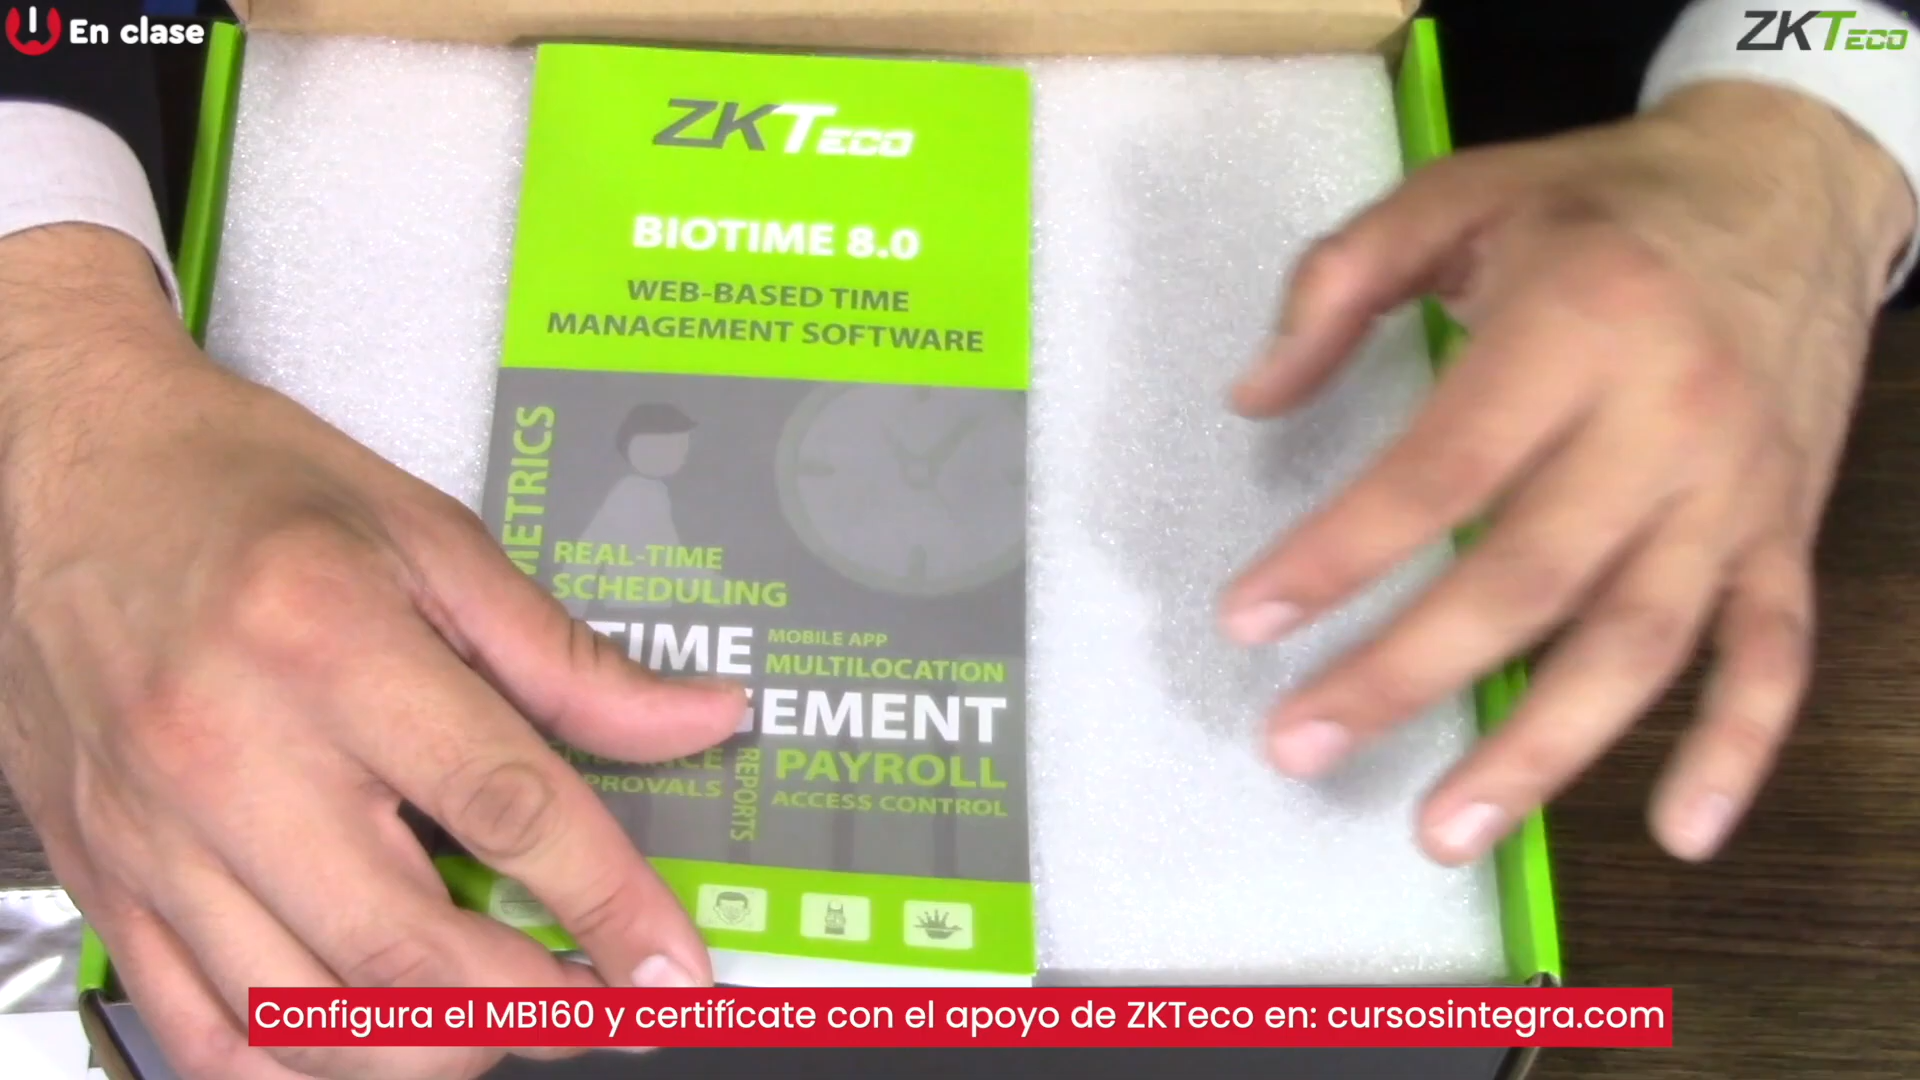 En clase
ZKTECO
ZKTECO
BIOTIME 8.0
WEB-BASED TIME
MANAGEMENT SOFTWARE
REAL-TIME
SCHEDULING
TIME
MOBILE APP
MULTILOCATION
REPORTS
PAYROLL
ACCESS CONTROL
Configura el MB160 y certifícate con el apoyo de ZKTeco en: cursosintegra.com